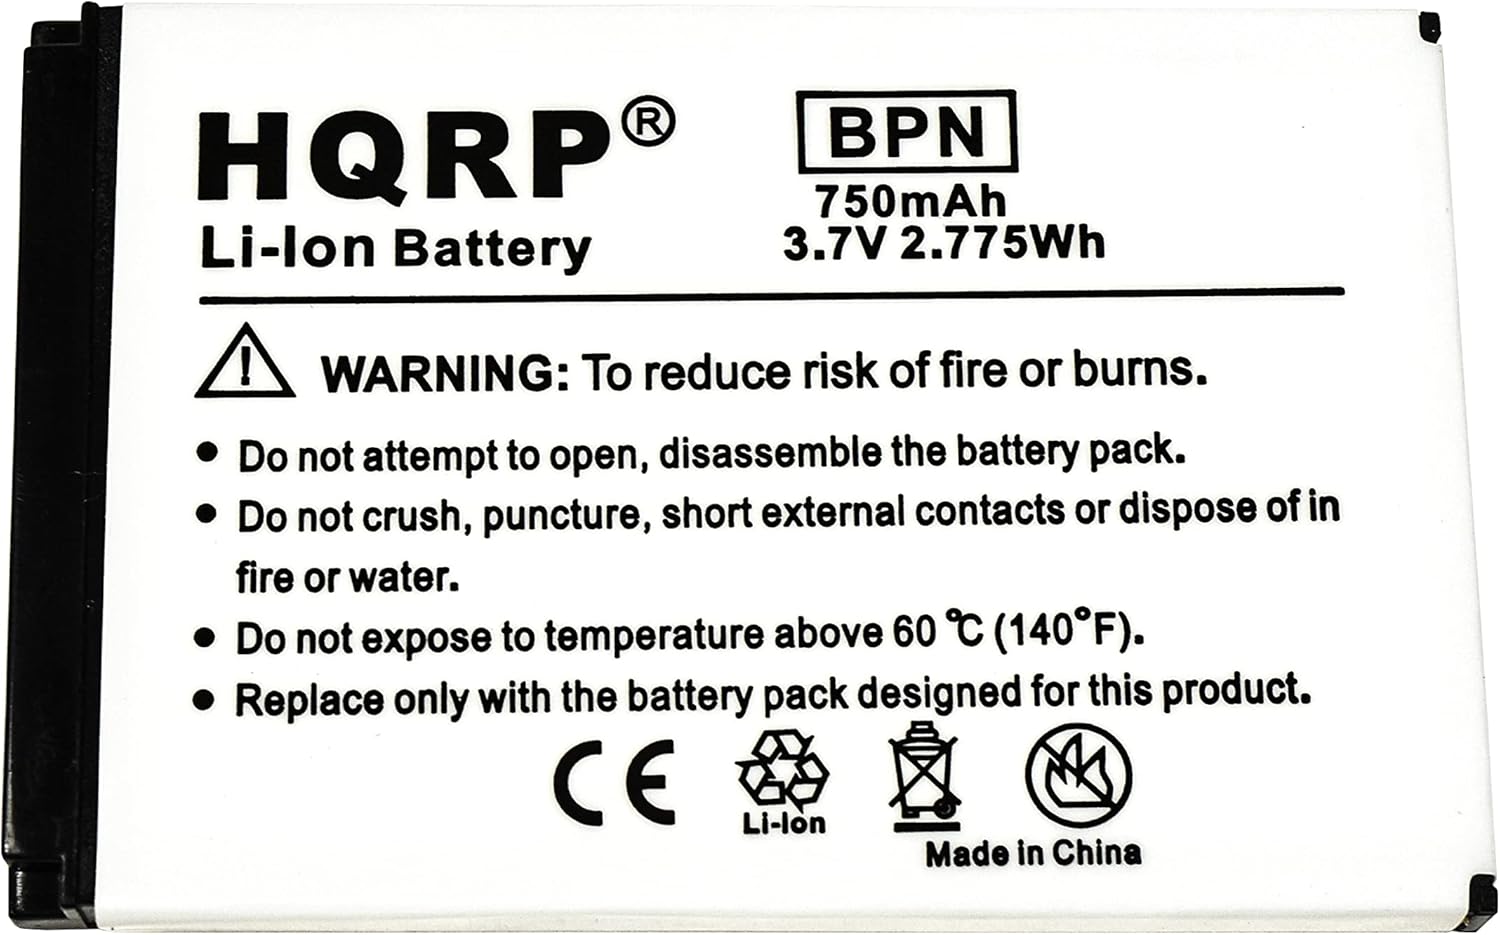 HQRP®
BPN
Li-Ion Battery
750mAh
3.7V 2.775Wh
WARNING: To reduce risk of fire or burns.
• Do not attempt to open, disassemble the battery pack.
• Do not crush, puncture, short external contacts or dispose of in
fire or water.
• Do not expose to temperature above 60 ℃ (140°F).
• Replace only with the battery pack designed for this product.
CE
Li-Ion
Made in China